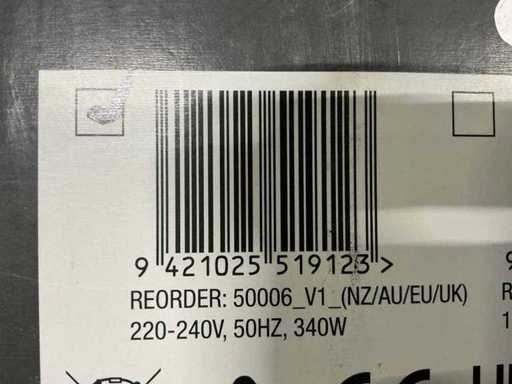 9 421025 519123 >
REORDER: 50006_V1_(NZ/AU/EU/UK)
220-240V, 50HZ, 340W